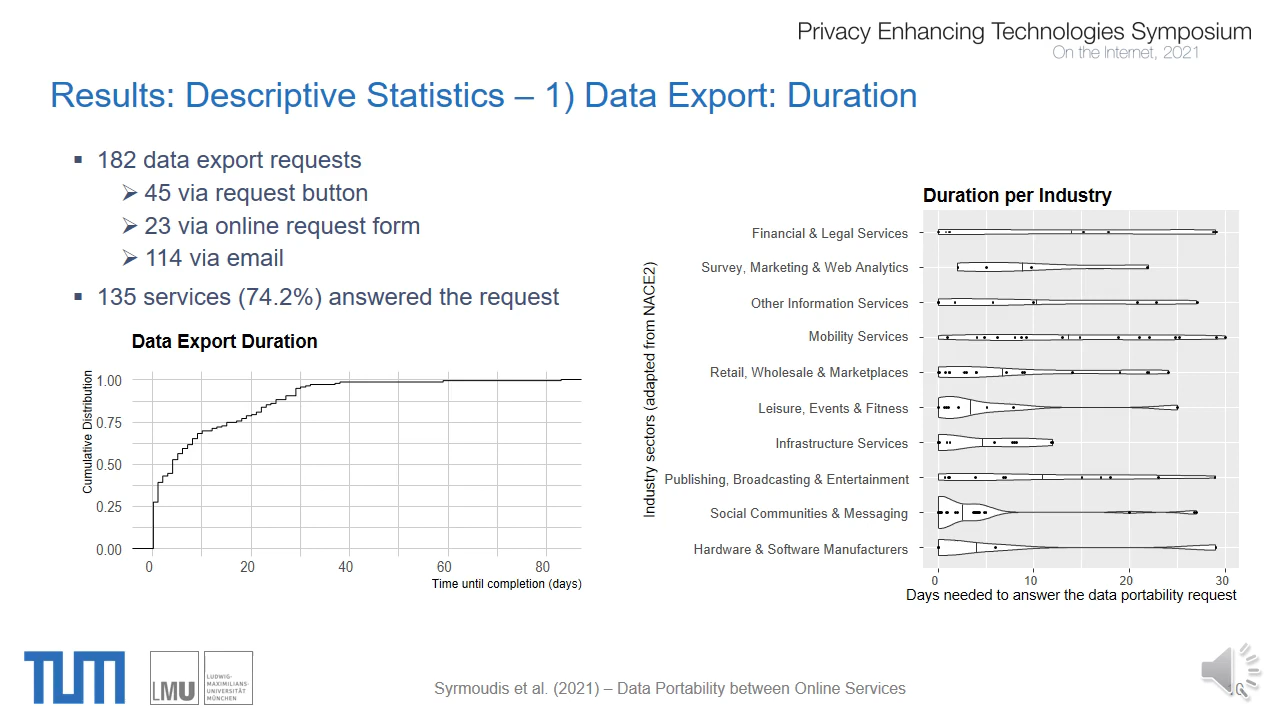 Privacy Enhancing Technologies Symposium
On the Internet, 2021
Results: Descriptive Statistics – 1) Data Export: Duration
▪ 182 data export requests
➢ 45 via request button
➢ 23 via online request form
➢ 114 via email
▪ 135 services (74.2%) answered the request
Data Export Duration
Cumulative Distribution
1.00
0.75
0.50
0.25
0.00
0 20 40 60 80
Time until completion (days)
Duration per Industry
Industry sectors (adapted from NACE2)
Financial & Legal Services
Survey, Marketing & Web Analytics
Other Information Services
Mobility Services
Retail, Wholesale & Marketplaces
Leisure, Events & Fitness
Infrastructure Services
Publishing, Broadcasting & Entertainment
Social Communities & Messaging
Hardware & Software Manufacturers
0 10 20 30
Days needed to answer the data portability request
TUM
LMU
LUDWIG-
MAXIMILIANS-
UNIVERSITÄT
MÜNCHEN
Syrmoudis et al. (2021) – Data Portability between Online Services